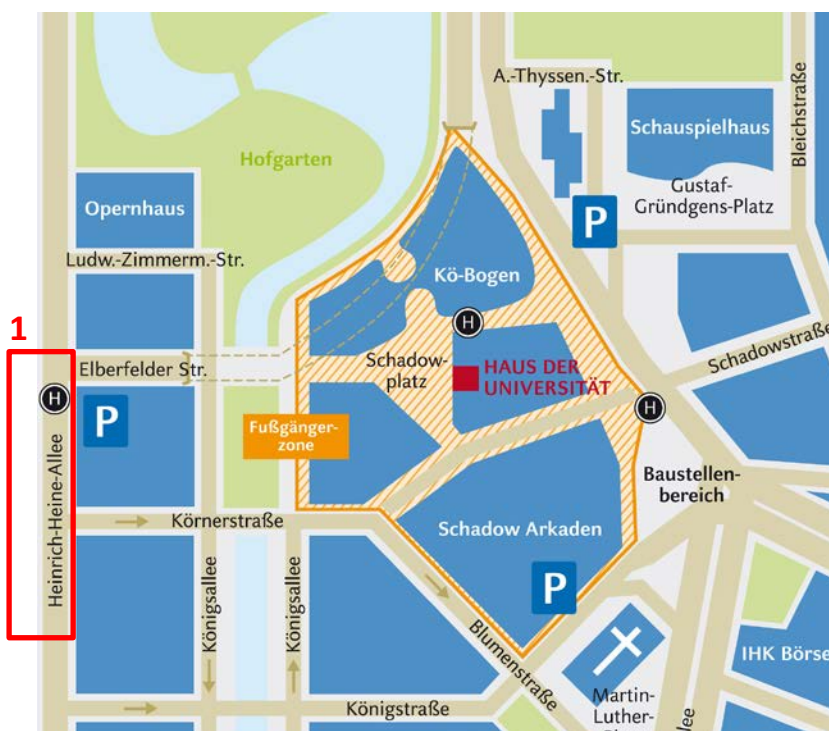 A.-Thyssen.-Str.
Schauspielhaus
Bleichstraße
Hofgarten
Gustaf-
Gründgens-Platz
Opernhaus
P
Ludw.-Zimmerm.-Str.
Kö-Bogen
1
H
Schadowstraße
Elberfelder Str.
Schadow-
platz
HAUS DER
UNIVERSITÄT
H
H
P
Fußgänger-
zone
Heinrich-Heine-Allee
Baustellen-
bereich
Körnerstraße
Schadow Arkaden
Königsallee
Königsallee
P
Blumenstraße
IHK Börse
Königstraße
Martin-
Luther-